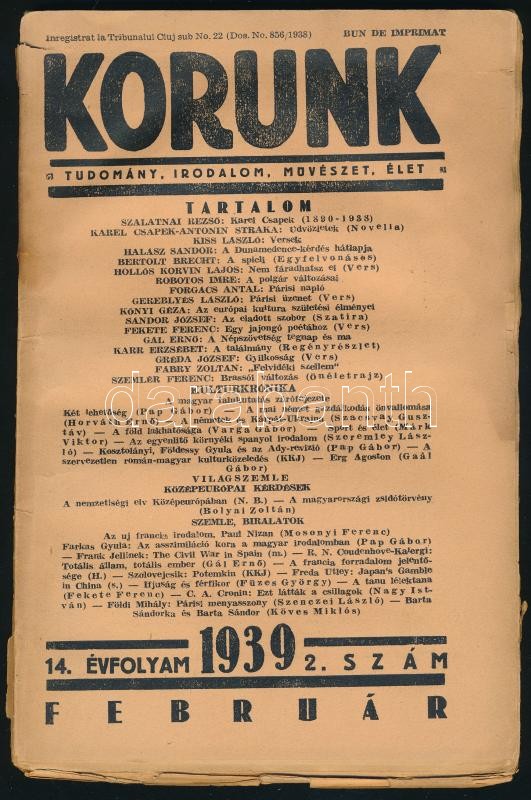 Inregistrat la Tribunalul Cluj sub No. 22 (Dos. No. 856/1938) BUN DE IMPRIMAT
KORUNK
TUDOMÁNY, IRODALOM, MŰVÉSZET, ÉLET
TARTALOM
SZALATNAI REZSŐ: Karel Csapek (1890-1938)
KAREL CSAPEK-ANTONIN STRAKA: Üdvözletek (Novella)
KISS LÁSZLÓ: Versek
HALÁSZ SÁNDOR: A Dunamedence-kérdés hátlapja
BERTOLT BRECHT: A spicli (Egyfelvonásos)
HOLLÓS KORVIN LAJOS: Nem fáradhatsz el (Vers)
ROBOTOS IMRE: A polgár változásai
FORGÁCS ANTAL: Párisi napló
GEREBLYÉS LÁSZLÓ: Párisi üzenet (Vers)
KÓNYI GÉZA: Az európai kultura születési élményei
SÁNDOR JÓZSEF: Az eladott szobor (Szatira)
FEKETE FERENC: Egy jajongó poétához (Vers)
GÁL ERNŐ: A Népszövetség tegnap és ma
KARR ERZSÉBET: A találmány (Regényrészlet)
GRÉDA JÓZSEF: Gyilkosság (Vers)
FÁBRY ZOLTÁN: „Felvidéki szellem"
SZEMLÉR FERENC: Brassói változás (önéletrajz)
KULTURKRÓNIKA
A magyar falukutatás zárótétele
Két lehetőség (Pap Gábor) — A mai német gazdálkodás önvallomása
(Horváth Ernő) — A németek és Kárpát-Ukrajna (Szacsvay Gusz-
táv) — A föld lakhatósága (Varga Gábor) — Sport és élet (Márk
Viktor) — Az egyenlitő környéki spanyol irodalom (Szeremley Lász-
ló) — Kosztolányi, Földessy Gyula és az Ady-revizió (Pap Gábor) — A
szervezetlen román-magyar kulturközeledés (KKJ) — Erg Agoston (Gaál
Gábor)
VILÁGSZEMLE
KÖZÉPEURÓPAI KÉRDÉSEK
A nemzetiségi elv Középeurópában (N. B.) — A magyarországi zsidótörvény
(Bolyai Zoltán)
SZEMLE, BIRÁLATOK
Az uj francia irodalom, Paul Nizan (Mosonyi Ferenc)
Farkas Gyula: Az asszimiláció kora a magyar irodalomban (Pap Gábor)
— Frank Jellinek: The Civil War in Spain (m.) — R. N. Coudenhove-Kalergi:
Totális állam, totális ember (Gál Ernő) — A francia forradalom jelentő-
sége (H.) — Szolovejcsik: Potemkin (KKJ) — Freda Utley: Japan's Gamble
in China (s.) — Ifjuság és férfikor (Füzes György) — A tanu lélektana
(Fekete Ferenc) — C. A. Cronin: Ezt látták a csillagok (Nagy Ist-
ván) — Földi Mihály: Párisi menyasszony (Szenczei László) — Barta
Sándorka és Barta Sándor (Köves Miklós)
14. ÉVFOLYAM 1939 2. SZÁM
FEBRUÁR
darabanth